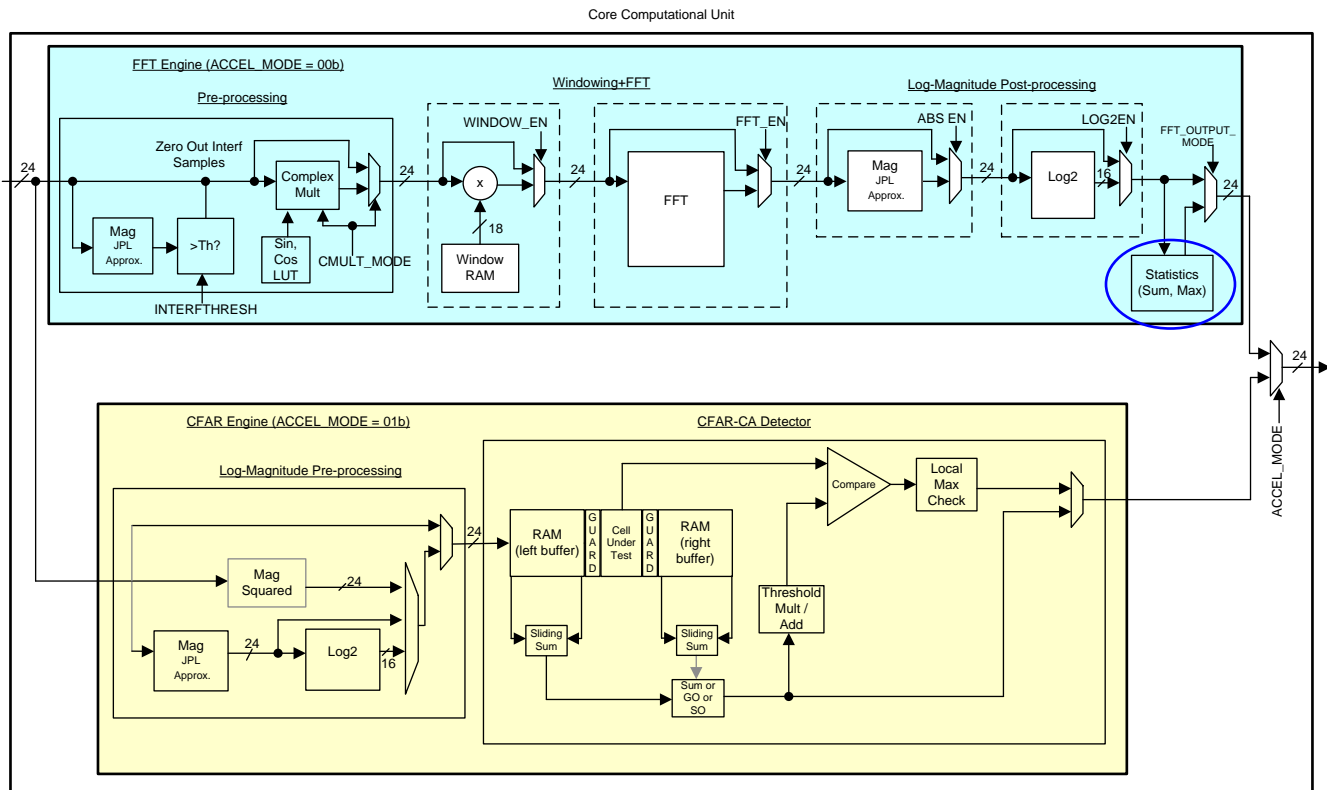 Core Computational Unit
FFT Engine (ACCEL_MODE = 00b)
Pre-processing
Windowing+FFT
Log-Magnitude Post-processing
Zero Out Interf
Samples
24
Mag
JPL
Approx.
>Th?
INTERFTHRESH
Complex
Mult
Sin,
Cos
LUT
CMULT_MODE
24
WINDOW_EN
x
18
Window
RAM
24
FFT_EN
FFT
24
ABS EN
Mag
JPL
Approx.
24
LOG2EN
Log2
16
FFT_OUTPUT_
MODE
24
Statistics
(Sum, Max)
24
ACCEL_MODE
CFAR Engine (ACCEL_MODE = 01b)
CFAR-CA Detector
Log-Magnitude Pre-processing
Mag
Squared
24
Mag
JPL
Approx.
24
Log2
16
24
RAM
(left buffer)
G
U
A
R
D
Cell
Under
Test
G
U
A
R
D
RAM
(right
buffer)
Sliding
Sum
Sliding
Sum
Sum or
GO or
SO
Threshold
Mult /
Add
Compare
Local
Max
Check